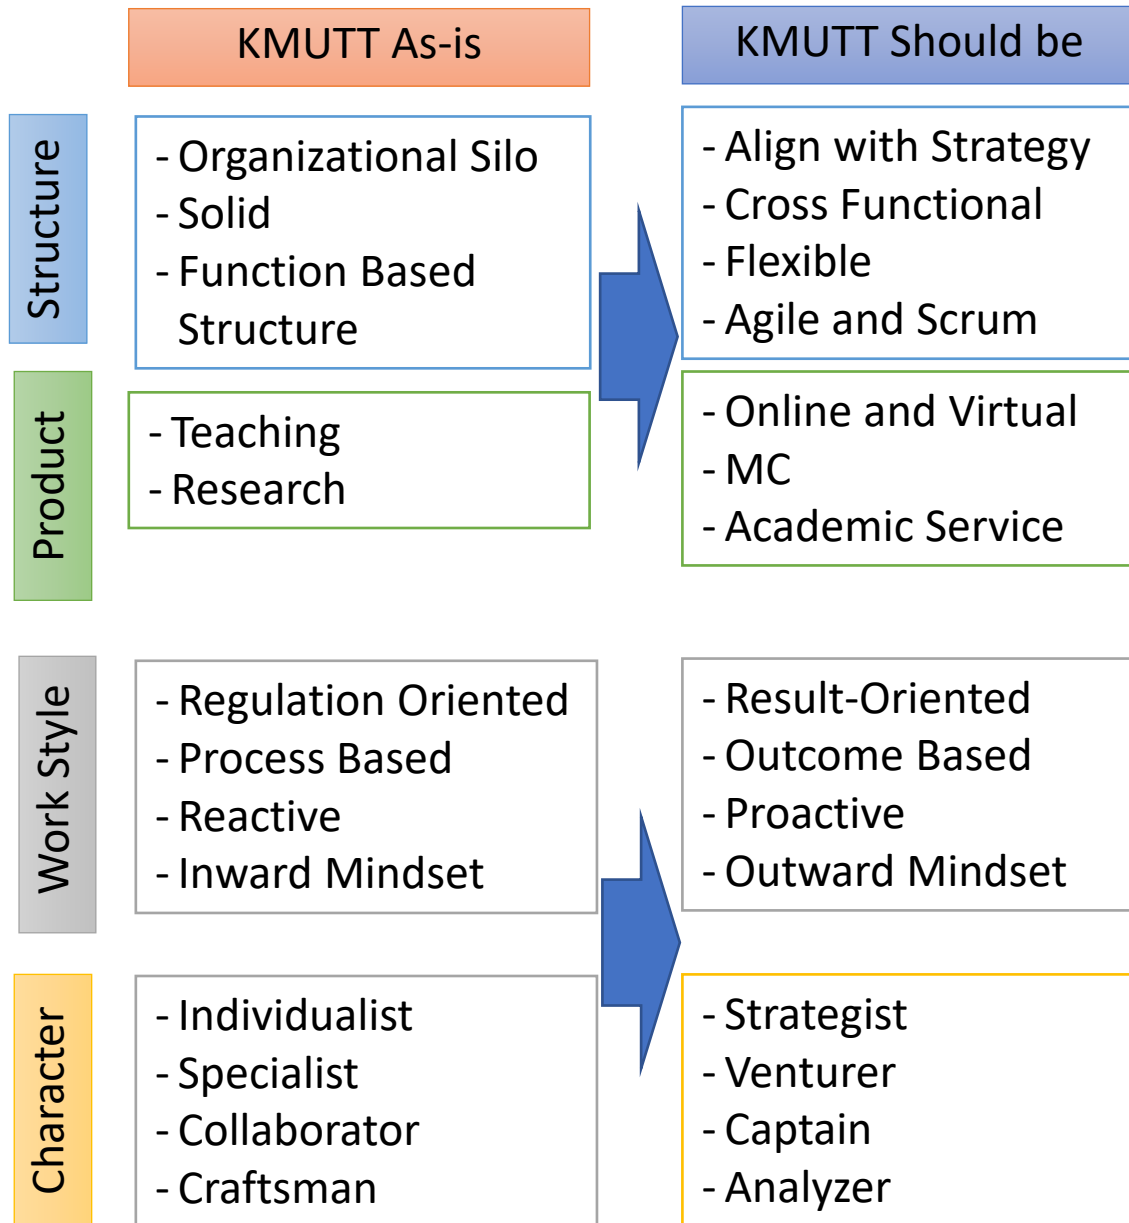 KMUTT As-is
KMUTT Should be
Structure
- Organizational Silo
- Solid
- Function Based
Structure
- Align with Strategy
- Cross Functional
- Flexible
- Agile and Scrum
Product
- Teaching
- Research
- Online and Virtual
- MC
- Academic Service
Work Style
- Regulation Oriented
- Process Based
- Reactive
- Inward Mindset
- Result-Oriented
- Outcome Based
- Proactive
- Outward Mindset
Character
- Individualist
- Specialist
- Collaborator
- Craftsman
- Strategist
- Venturer
- Captain
- Analyzer